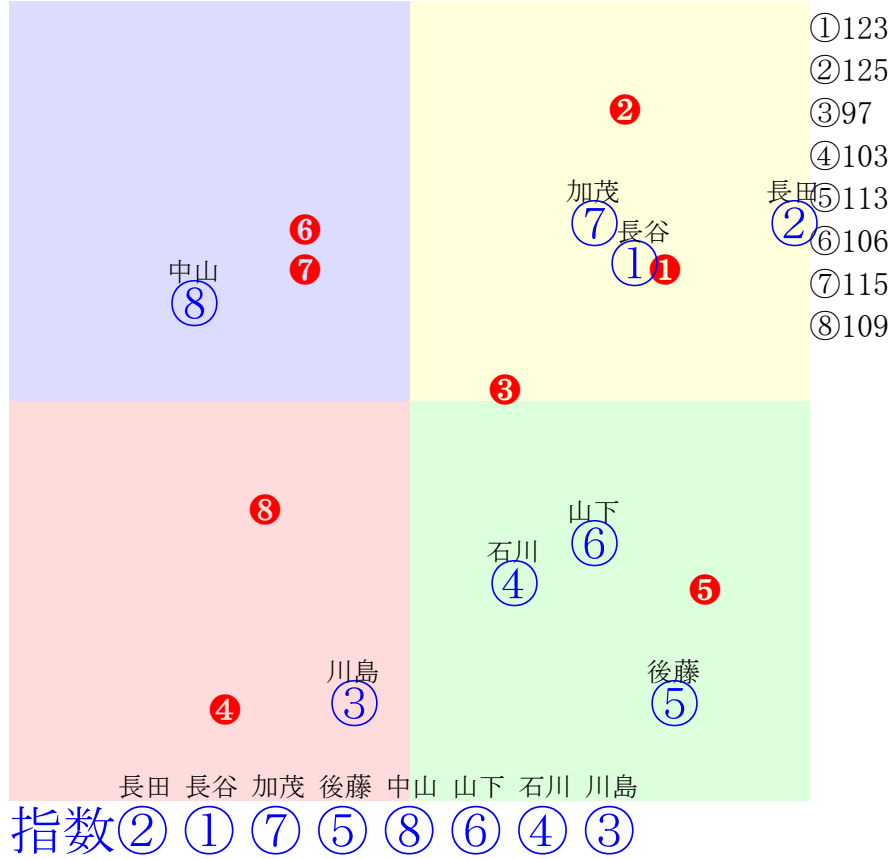 ①123
❷
②125
③97
④103
加茂
長田
⑦
②
⑤113
❻
長谷
⑥106
中山
❼
①
❶
⑦115
⑧
⑧109
❸
❽
山下
⑥
石川
④
❺
川島
後藤
❹
③
⑤
長田 長谷 加茂 後藤 中山 山下 石川 川島
指数② ① ⑦ ⑤ ⑧ ⑥ ④ ③